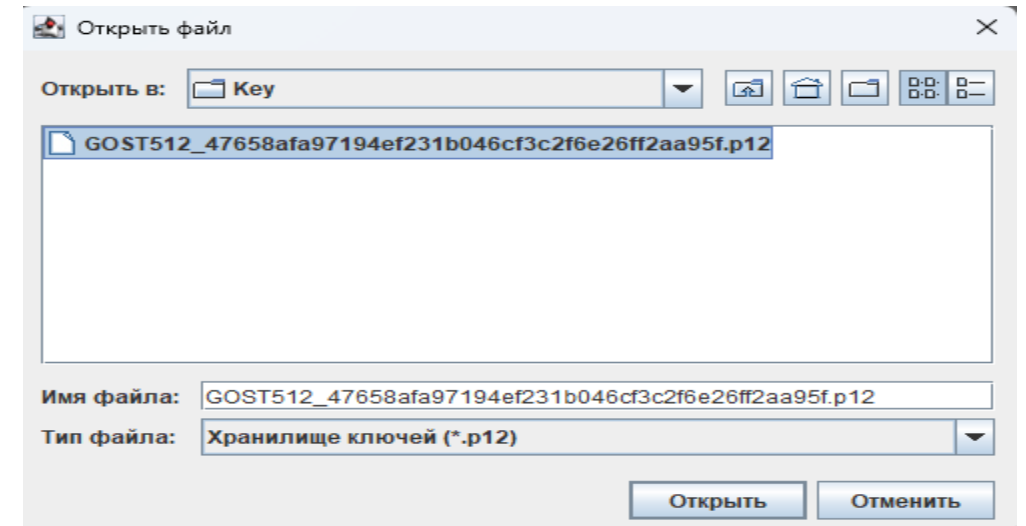 Открыть файл
Открыть в: Key
GOST512_47658afa97194ef231b046cf3c2f6e26ff2aa95f.p12
Имя файла: GOST512_47658afa97194ef231b046cf3c2f6e26ff2aa95f.p12
Тип файла: Хранилище ключей (*.p12)
Открыть Отменить